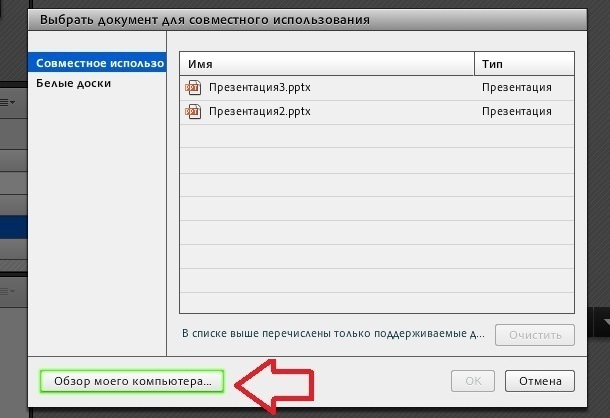 Выбрать документ для совместного использования
Совместное использо
Белые доски
Имя Тип
Презентация3.pptx Презентация
Презентация2.pptx Презентация
В списке выше перечислены только поддерживаемые д... Очистить
Обзор моего компьютера... ОК Отмена